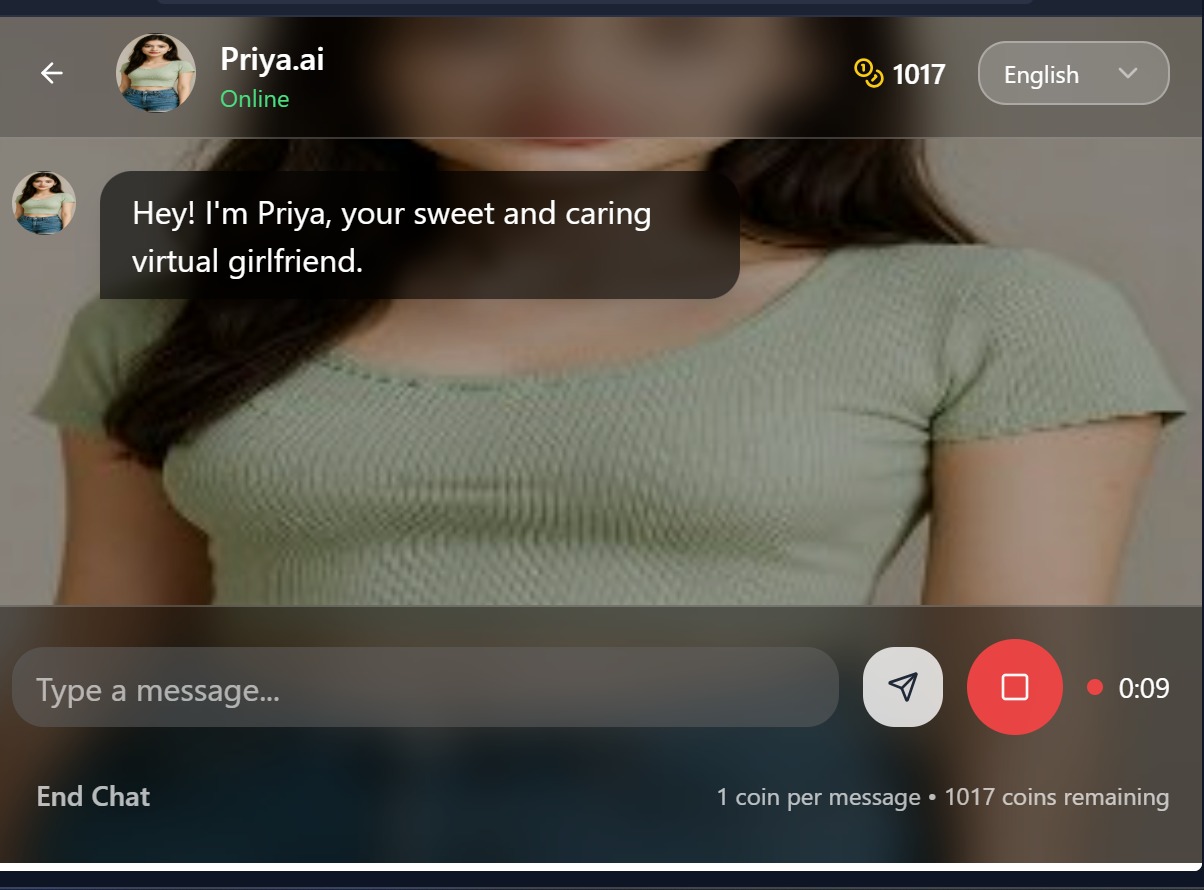 Priya.ai
Online
1017
English
Hey! I'm Priya, your sweet and caring
virtual girlfriend.
Type a message...
0:09
End Chat
1 coin per message • 1017 coins remaining